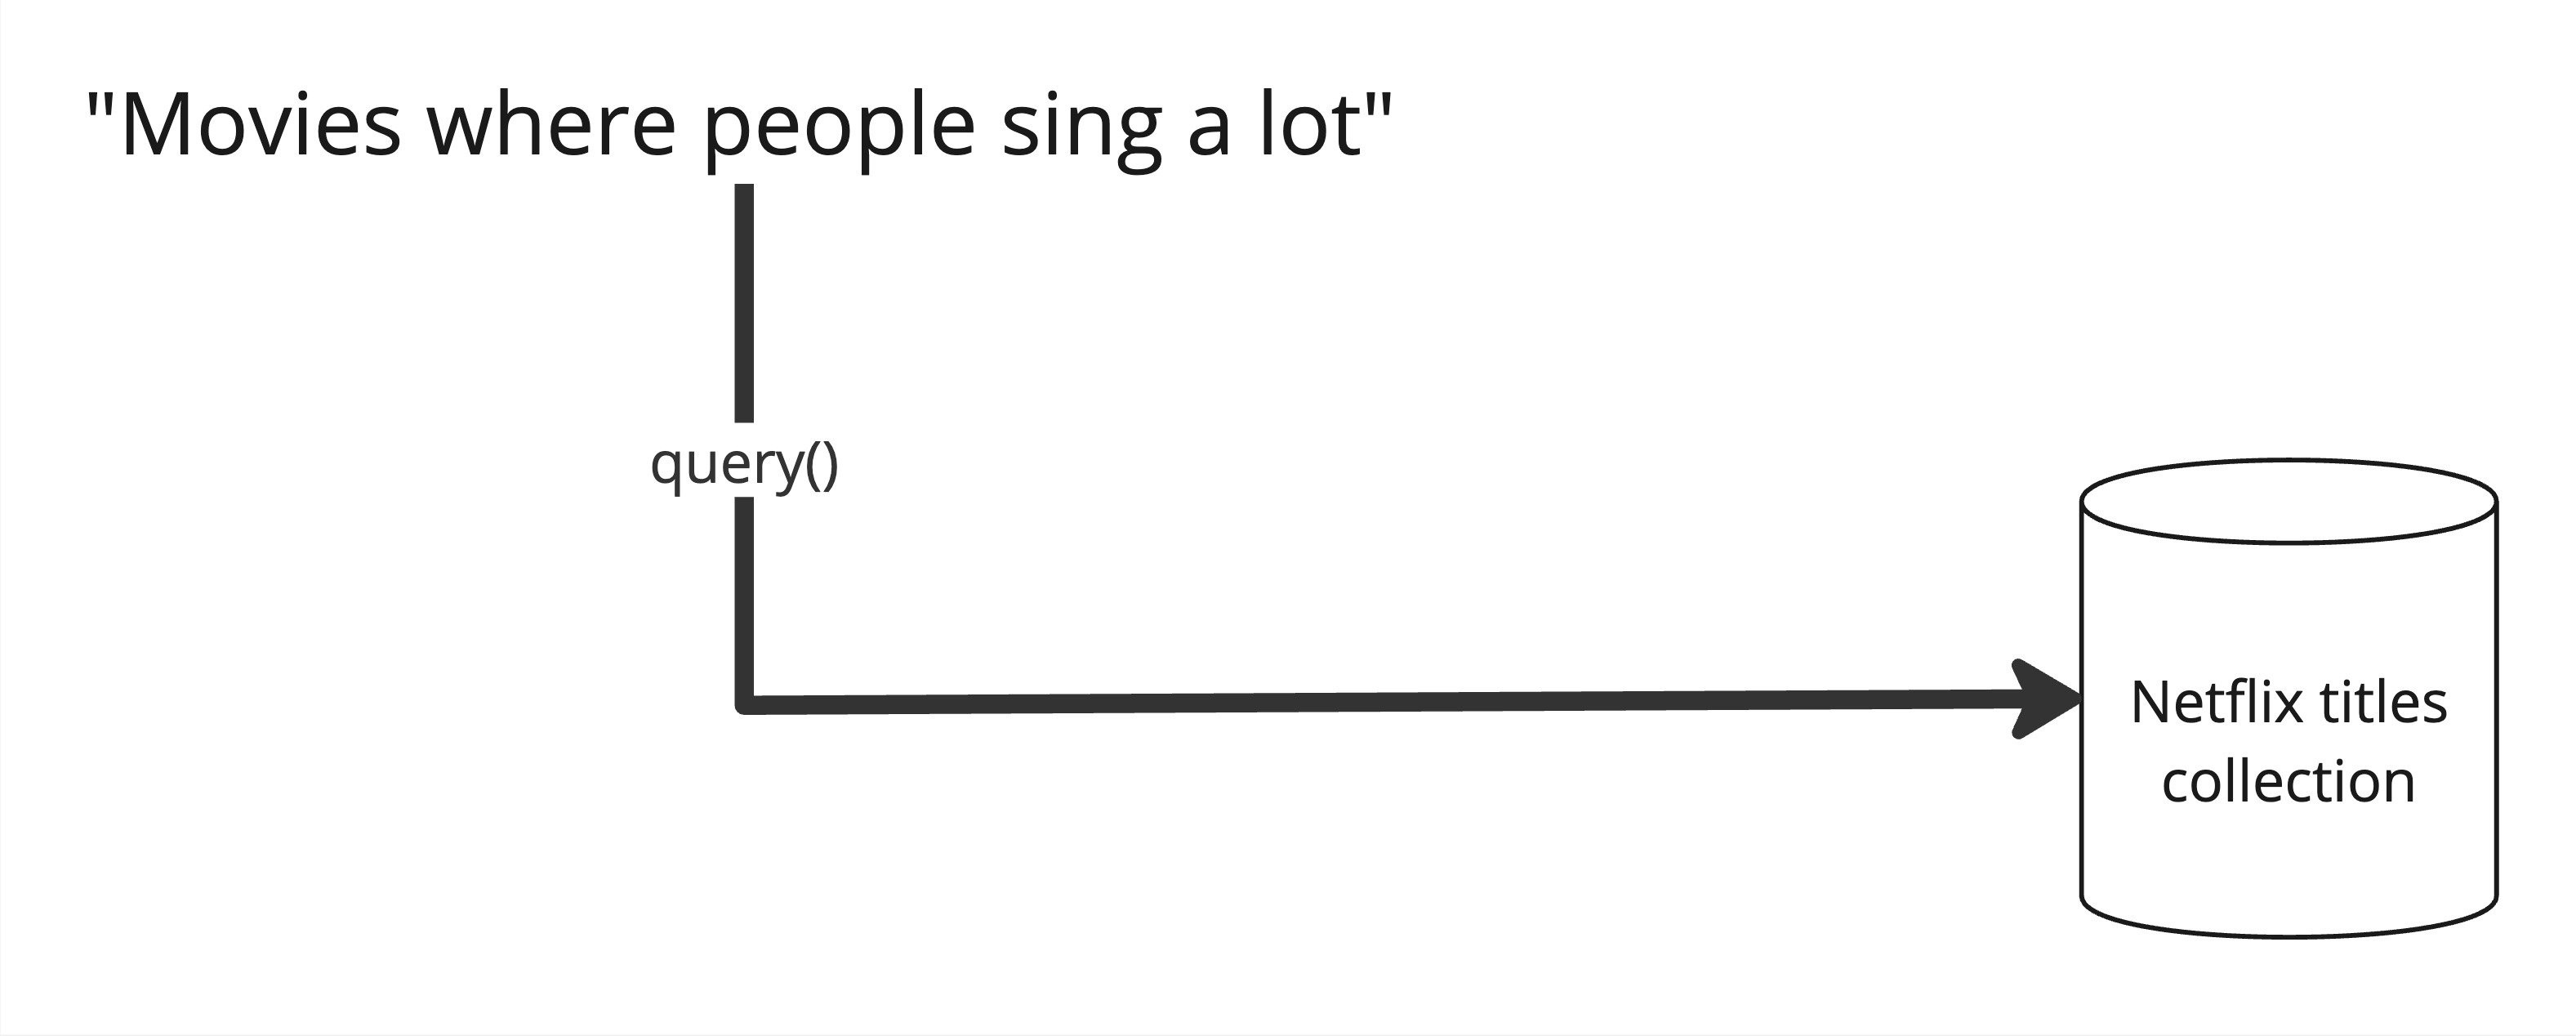 "Movies where people sing a lot"
query()
Netflix titles
collection